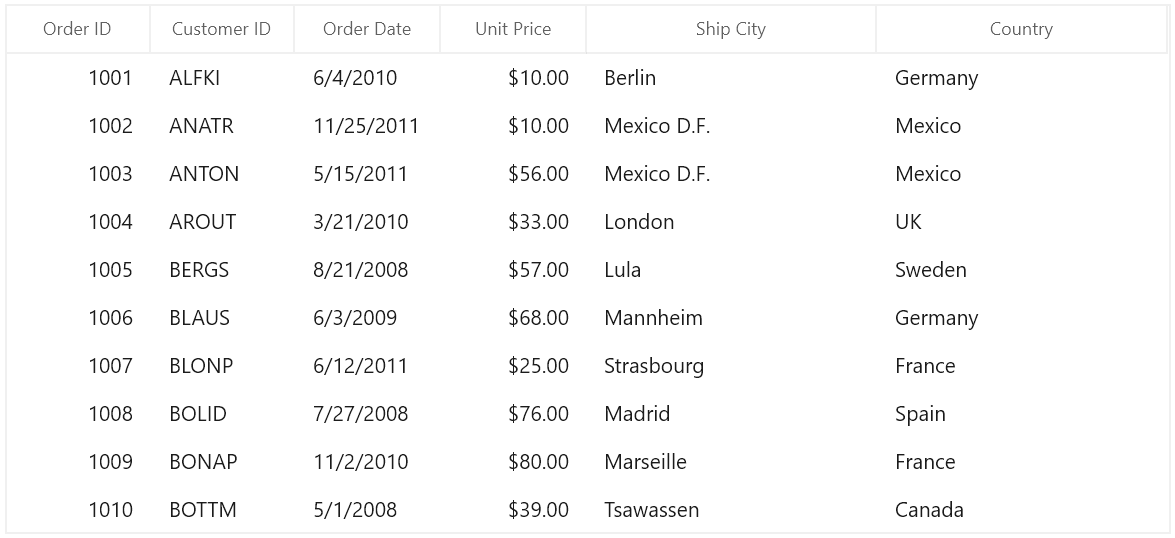 Order ID Customer ID Order Date Unit Price Ship City Country
1001 ALFKI 6/4/2010 $10.00 Berlin Germany
1002 ANATR 11/25/2011 $10.00 Mexico D.F. Mexico
1003 ANTON 5/15/2011 $56.00 Mexico D.F. Mexico
1004 AROUT 3/21/2010 $33.00 London UK
1005 BERGS 8/21/2008 $57.00 Lula Sweden
1006 BLAUS 6/3/2009 $68.00 Mannheim Germany
1007 BLONP 6/12/2011 $25.00 Strasbourg France
1008 BOLID 7/27/2008 $76.00 Madrid Spain
1009 BONAP 11/2/2010 $80.00 Marseille France
1010 BOTTM 5/1/2008 $39.00 Tsawassen Canada